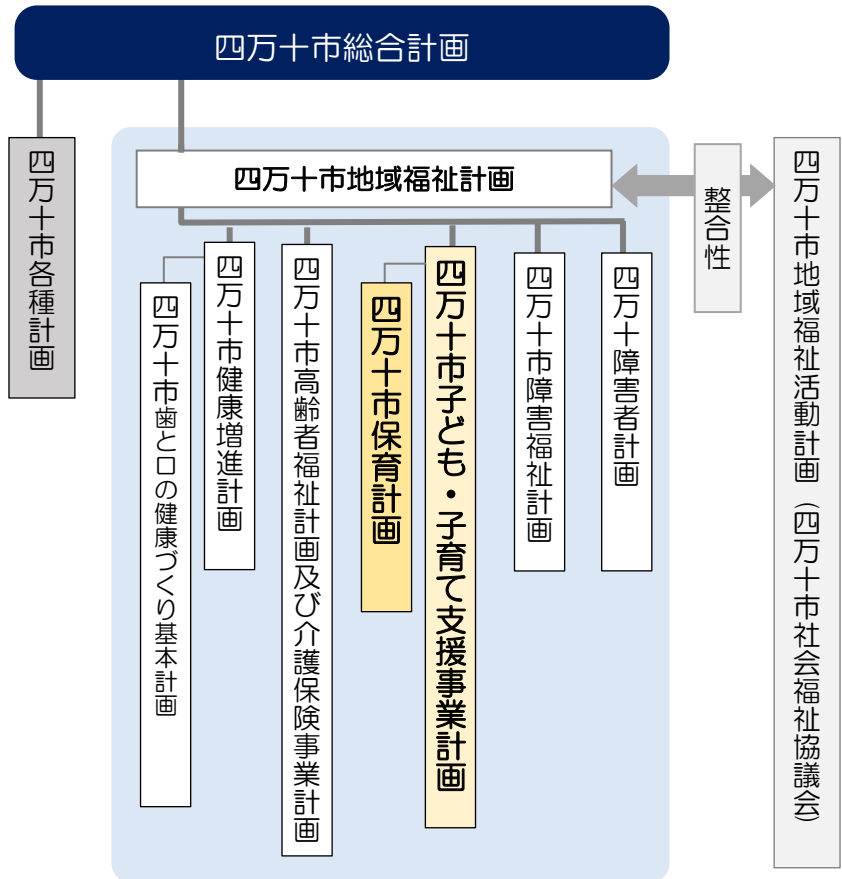 四万十市総合計画
四万十市各種計画
四万十市地域福祉計画
整合性
四万十市地域福祉活動計画（四万十市社会福祉協議会）
四万十市歯と口の健康づくり基本計画
四万十市健康増進計画
四万十市高齢者福祉計画及び介護保険事業計画
四万十市保育計画
四万十市子ども・子育て支援事業計画
四万十市障害福祉計画
四万十障害者計画